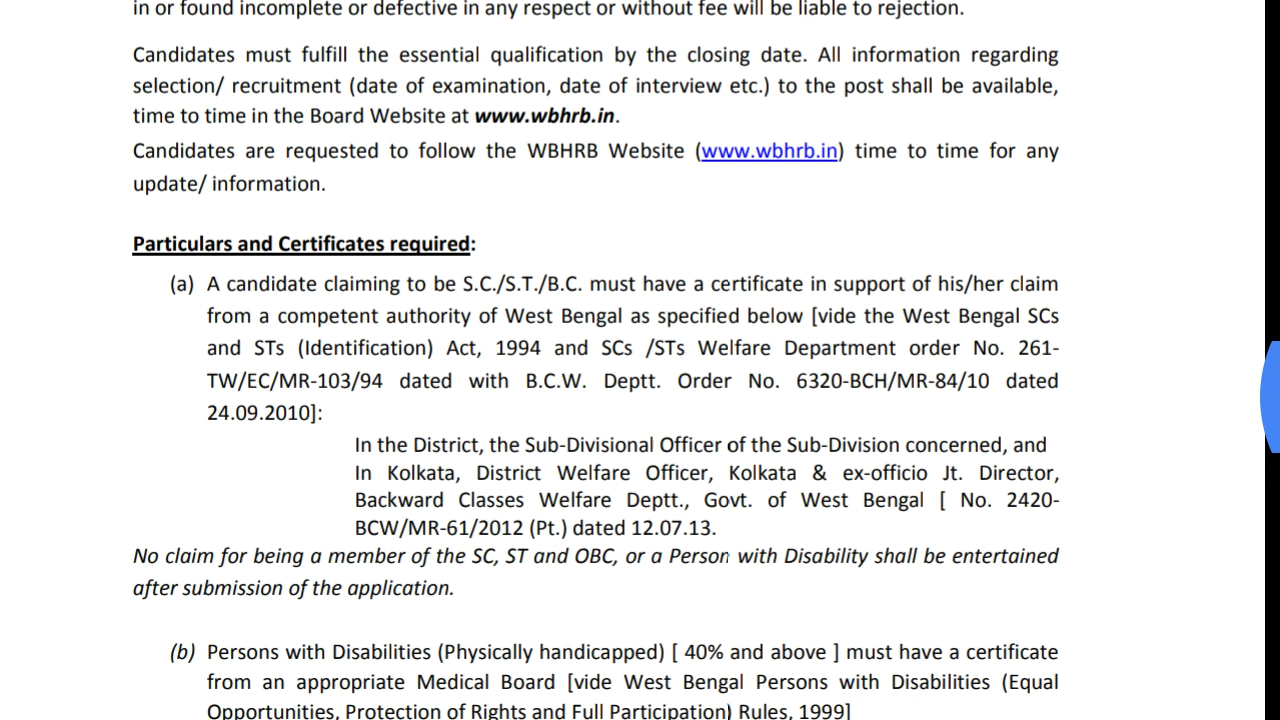 in or found incomplete or defective in any respect or without fee will be liable to rejection.
Candidates must fulfill the essential qualification by the closing date. All information regarding
selection/ recruitment (date of examination, date of interview etc.) to the post shall be available,
time to time in the Board Website at www.wbhrb.in.
Candidates are requested to follow the WBHRB Website (www.wbhrb.in) time to time for any
update/ information.
Particulars and Certificates required:
(a) A candidate claiming to be S.C./S.T./B.C. must have a certificate in support of his/her claim
from a competent authority of West Bengal as specified below [vide the West Bengal SCs
and STs (Identification) Act, 1994 and SCs /STs Welfare Department order No. 261-
TW/EC/MR-103/94 dated with B.C.W. Deptt. Order No. 6320-BCH/MR-84/10 dated
24.09.2010]:
In the District, the Sub-Divisional Officer of the Sub-Division concerned, and
In Kolkata, District Welfare Officer, Kolkata & ex-officio Jt. Director,
Backward Classes Welfare Deptt., Govt. of West Bengal [ No. 2420-
BCW/MR-61/2012 (Pt.) dated 12.07.13.
No claim for being a member of the SC, ST and OBC, or a Person with Disability shall be entertained
after submission of the application.
(b) Persons with Disabilities (Physically handicapped) [ 40% and above ] must have a certificate
from an appropriate Medical Board [vide West Bengal Persons with Disabilities (Equal
Opportunities, Protection of Rights and Full Participation) Rules, 1999]